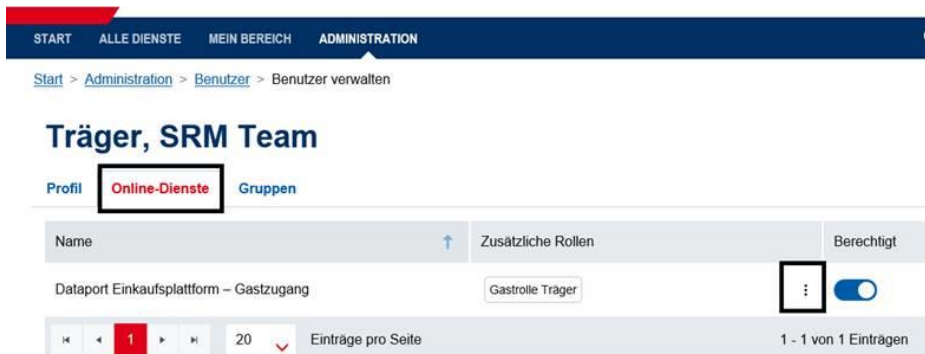 START ALLE DIENSTE MEIN BEREICH ADMINISTRATION
Start > Administration > Benutzer > Benutzer verwalten
Träger, SRM Team
Profil Online-Dienste Gruppen
Name Zusätzliche Rollen Berechtigt
Dataport Einkaufsplattform – Gastzugang Gastrolle Träger
1 20 Einträge pro Seite 1 - 1 von 1 Einträgen